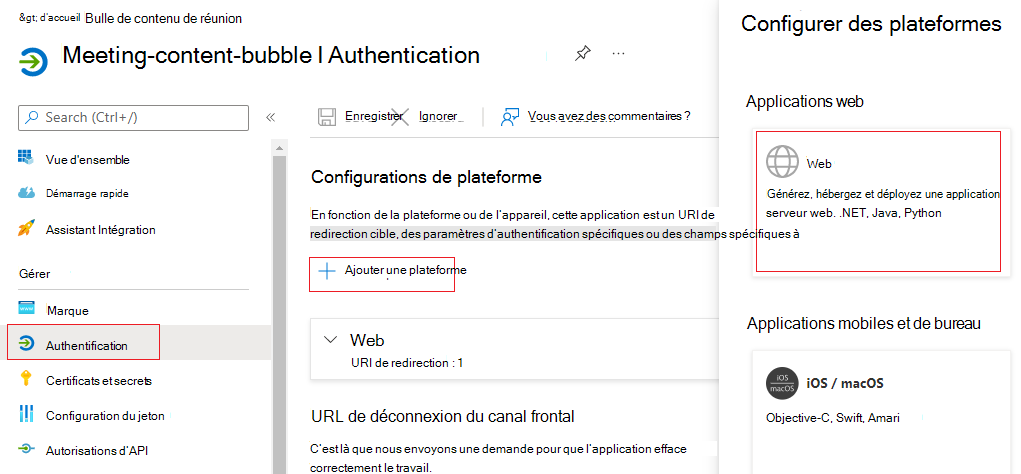 &gt; d'accueil Bulle de contenu de réunion
Meeting-content-bubble l Authentication
...
Search (Ctrl+/)
«
Vue d'ensemble
Démarrage rapide
Assistant Intégration
Gérer
Marque
Authentification
Certificats et secrets
Configuration du jeton
Autorisations d'API
Enregistrer
Ignorer
Vous avez des commentaires ?
Configurations de plateforme
En fonction de la plateforme ou de l'appareil, cette application est un URI de
redirection cible, des paramètres d'authentification spécifiques ou des champs spécifiques à
Ajouter une plateforme
Web
URI de redirection : 1
URL de déconnexion du canal frontal
C'est là que nous envoyons une demande pour que l'application efface
correctement le travail.
Configurer des plateformes
Applications web
Web
Générez, hébergez et déployez une application
serveur web. .NET, Java, Python
Applications mobiles et de bureau
iOS
macOS
iOS / macOS
Objective-C, Swift, Amari